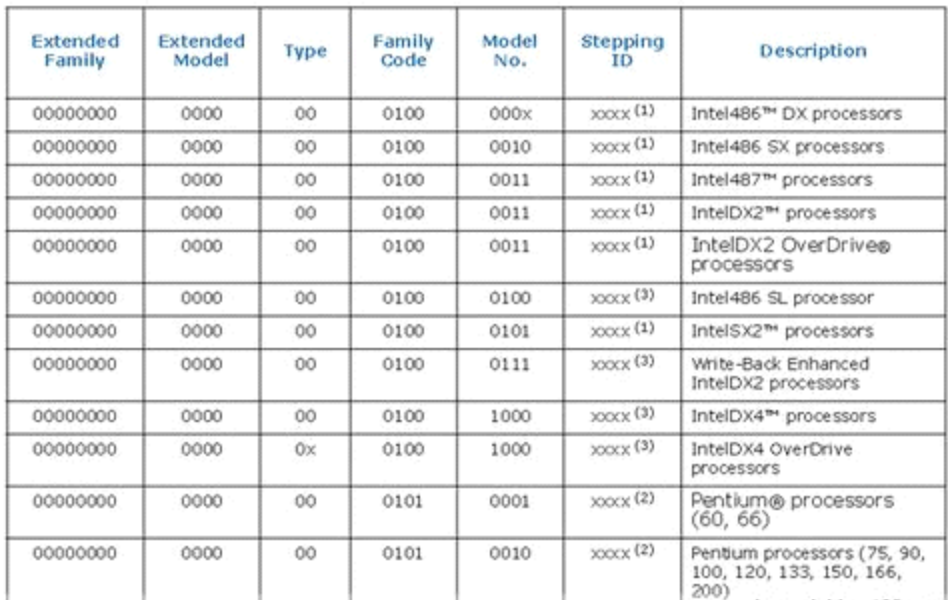 Extended Family Extended Model Type Family Code Model No. Stepping ID Description
00000000 0000 00 0100 000x xxxx (1) Intel486™ DX processors
00000000 0000 00 0100 0010 xxxx (1) Intel486 SX processors
00000000 0000 00 0100 0011 xxxx (1) Intel487™ processors
00000000 0000 00 0100 0011 xxxx (1) IntelDX2™ processors
00000000 0000 00 0100 0011 xxxx (1) IntelDX2 OverDrive®
processors
00000000 0000 00 0100 0100 xxxx (3) Intel486 SL processor
00000000 0000 00 0100 0101 xxxx (1) IntelSX2™ processors
00000000 0000 00 0100 0111 xxxx (3) Write-Back Enhanced
IntelDX2 processors
00000000 0000 00 0100 1000 xxxx (3) IntelDX4™ processors
00000000 0000 0x 0100 1000 xxxx (3) IntelDX4 OverDrive
processors
00000000 0000 00 0101 0001 xxxx (2) Pentium® processors
(60, 66)
00000000 0000 00 0101 0010 xxxx (2) Pentium processors (75, 90,
100, 120, 133, 150, 166,
200)